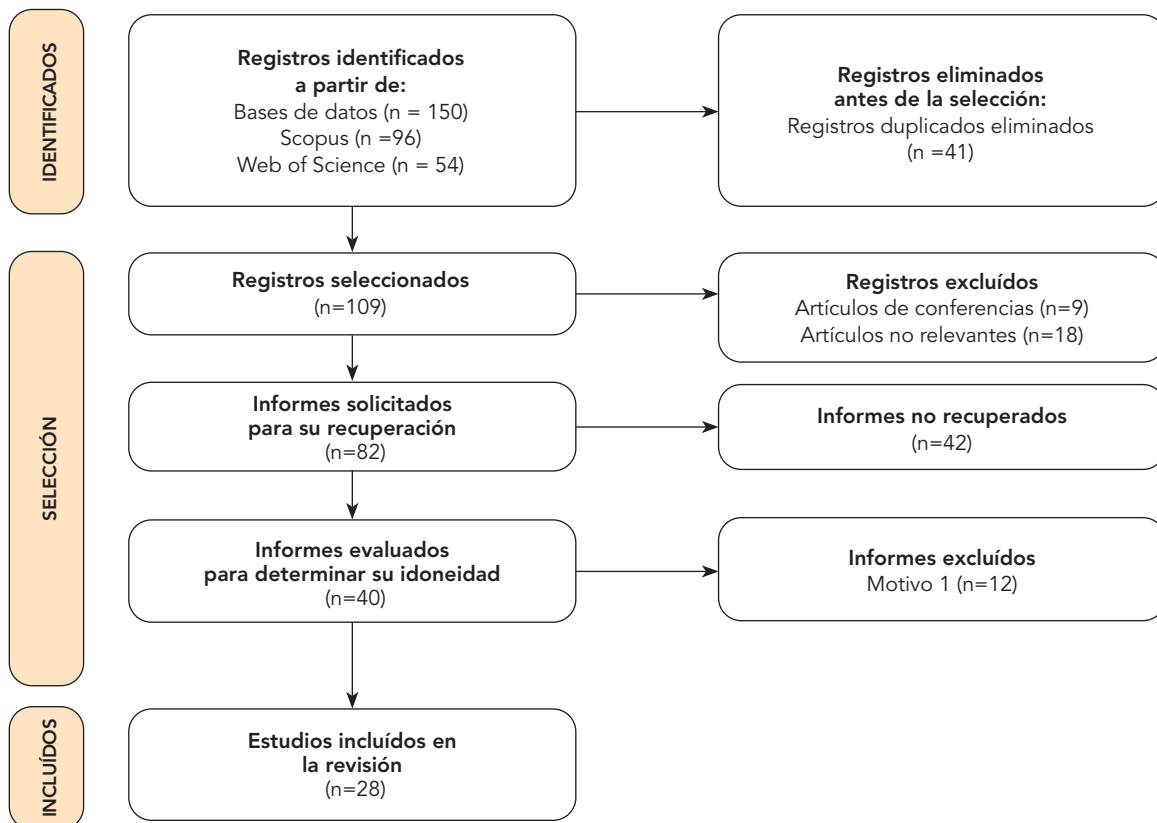 IDENTIFICADOS
Registros identificados
a partir de:
Bases de datos (n = 150)
Scopus (n =96)
Web of Science (n = 54)
Registros eliminados
antes de la selección:
Registros duplicados eliminados
(n =41)
SELECCIÓN
Registros seleccionados
(n=109)
Registros excluídos
Artículos de conferencias (n=9)
Artículos no relevantes (n=18)
Informes solicitados
para su recuperación
(n=82)
Informes no recuperados
(n=42)
Informes evaluados
para determinar su idoneidad
(n=40)
Informes excluídos
Motivo 1 (n=12)
INCLUÍDOS
Estudios incluídos en
la revisión
(n=28)